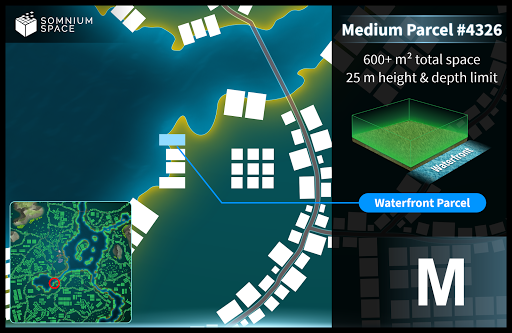 SOMNIUM
SPACE
Medium Parcel #4326
600+ m² total space
25 m height & depth limit
Waterfront
Waterfront Parcel
M